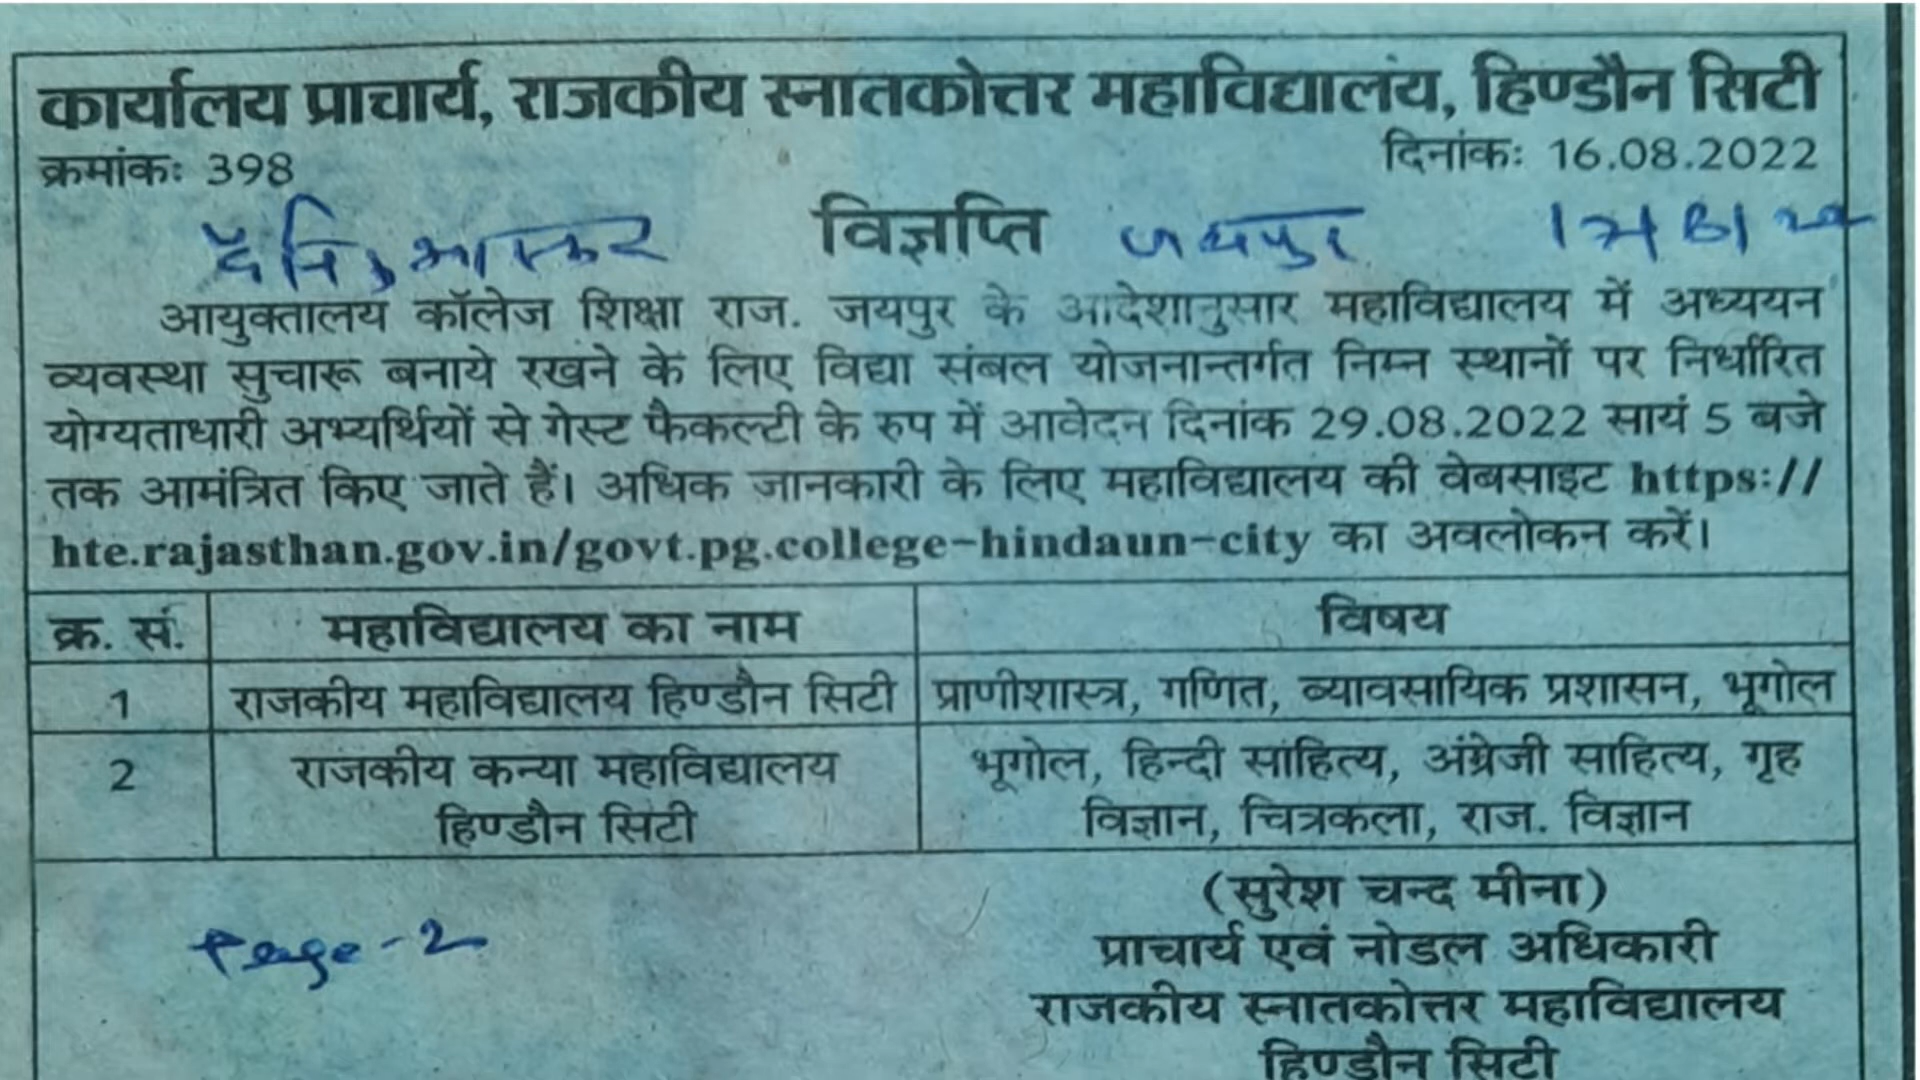 कार्यालय प्राचार्य, राजकीय स्नातकोत्तर महाविद्यालय, हिण्डौन सिटी
क्रमांकः 398 दिनांकः 16.08.2022
दैनिक भास्कर विज्ञप्ति जयपुर
आयुक्तालय कॉलेज शिक्षा राज. जयपुर के आदेशानुसार महाविद्यालय में अध्ययन
व्यवस्था सुचारू बनाये रखने के लिए विद्या संबल योजनान्तर्गत निम्न स्थानों पर निर्धारित
योग्यताधारी अभ्यर्थियों से गेस्ट फैकल्टी के रुप में आवेदन दिनांक 29.08.2022 सायं 5 बजे
तक आमंत्रित किए जाते हैं। अधिक जानकारी के लिए महाविद्यालय की वेबसाइट https://
hte.rajasthan.gov.in/govt.pg.college-hindaun-city का अवलोकन करें।
क्र. सं. महाविद्यालय का नाम विषय
1 राजकीय महाविद्यालय हिण्डौन सिटी प्राणीशास्त्र, गणित, व्यावसायिक प्रशासन, भूगोल
2 राजकीय कन्या महाविद्यालय भूगोल, हिन्दी साहित्य, अंग्रेजी साहित्य, गृह
हिण्डौन सिटी विज्ञान, चित्रकला, राज. विज्ञान
(सुरेश चन्द मीना)
Page-2 प्राचार्य एवं नोडल अधिकारी
राजकीय स्नातकोत्तर महाविद्यालय
हिण्डौन सिटी